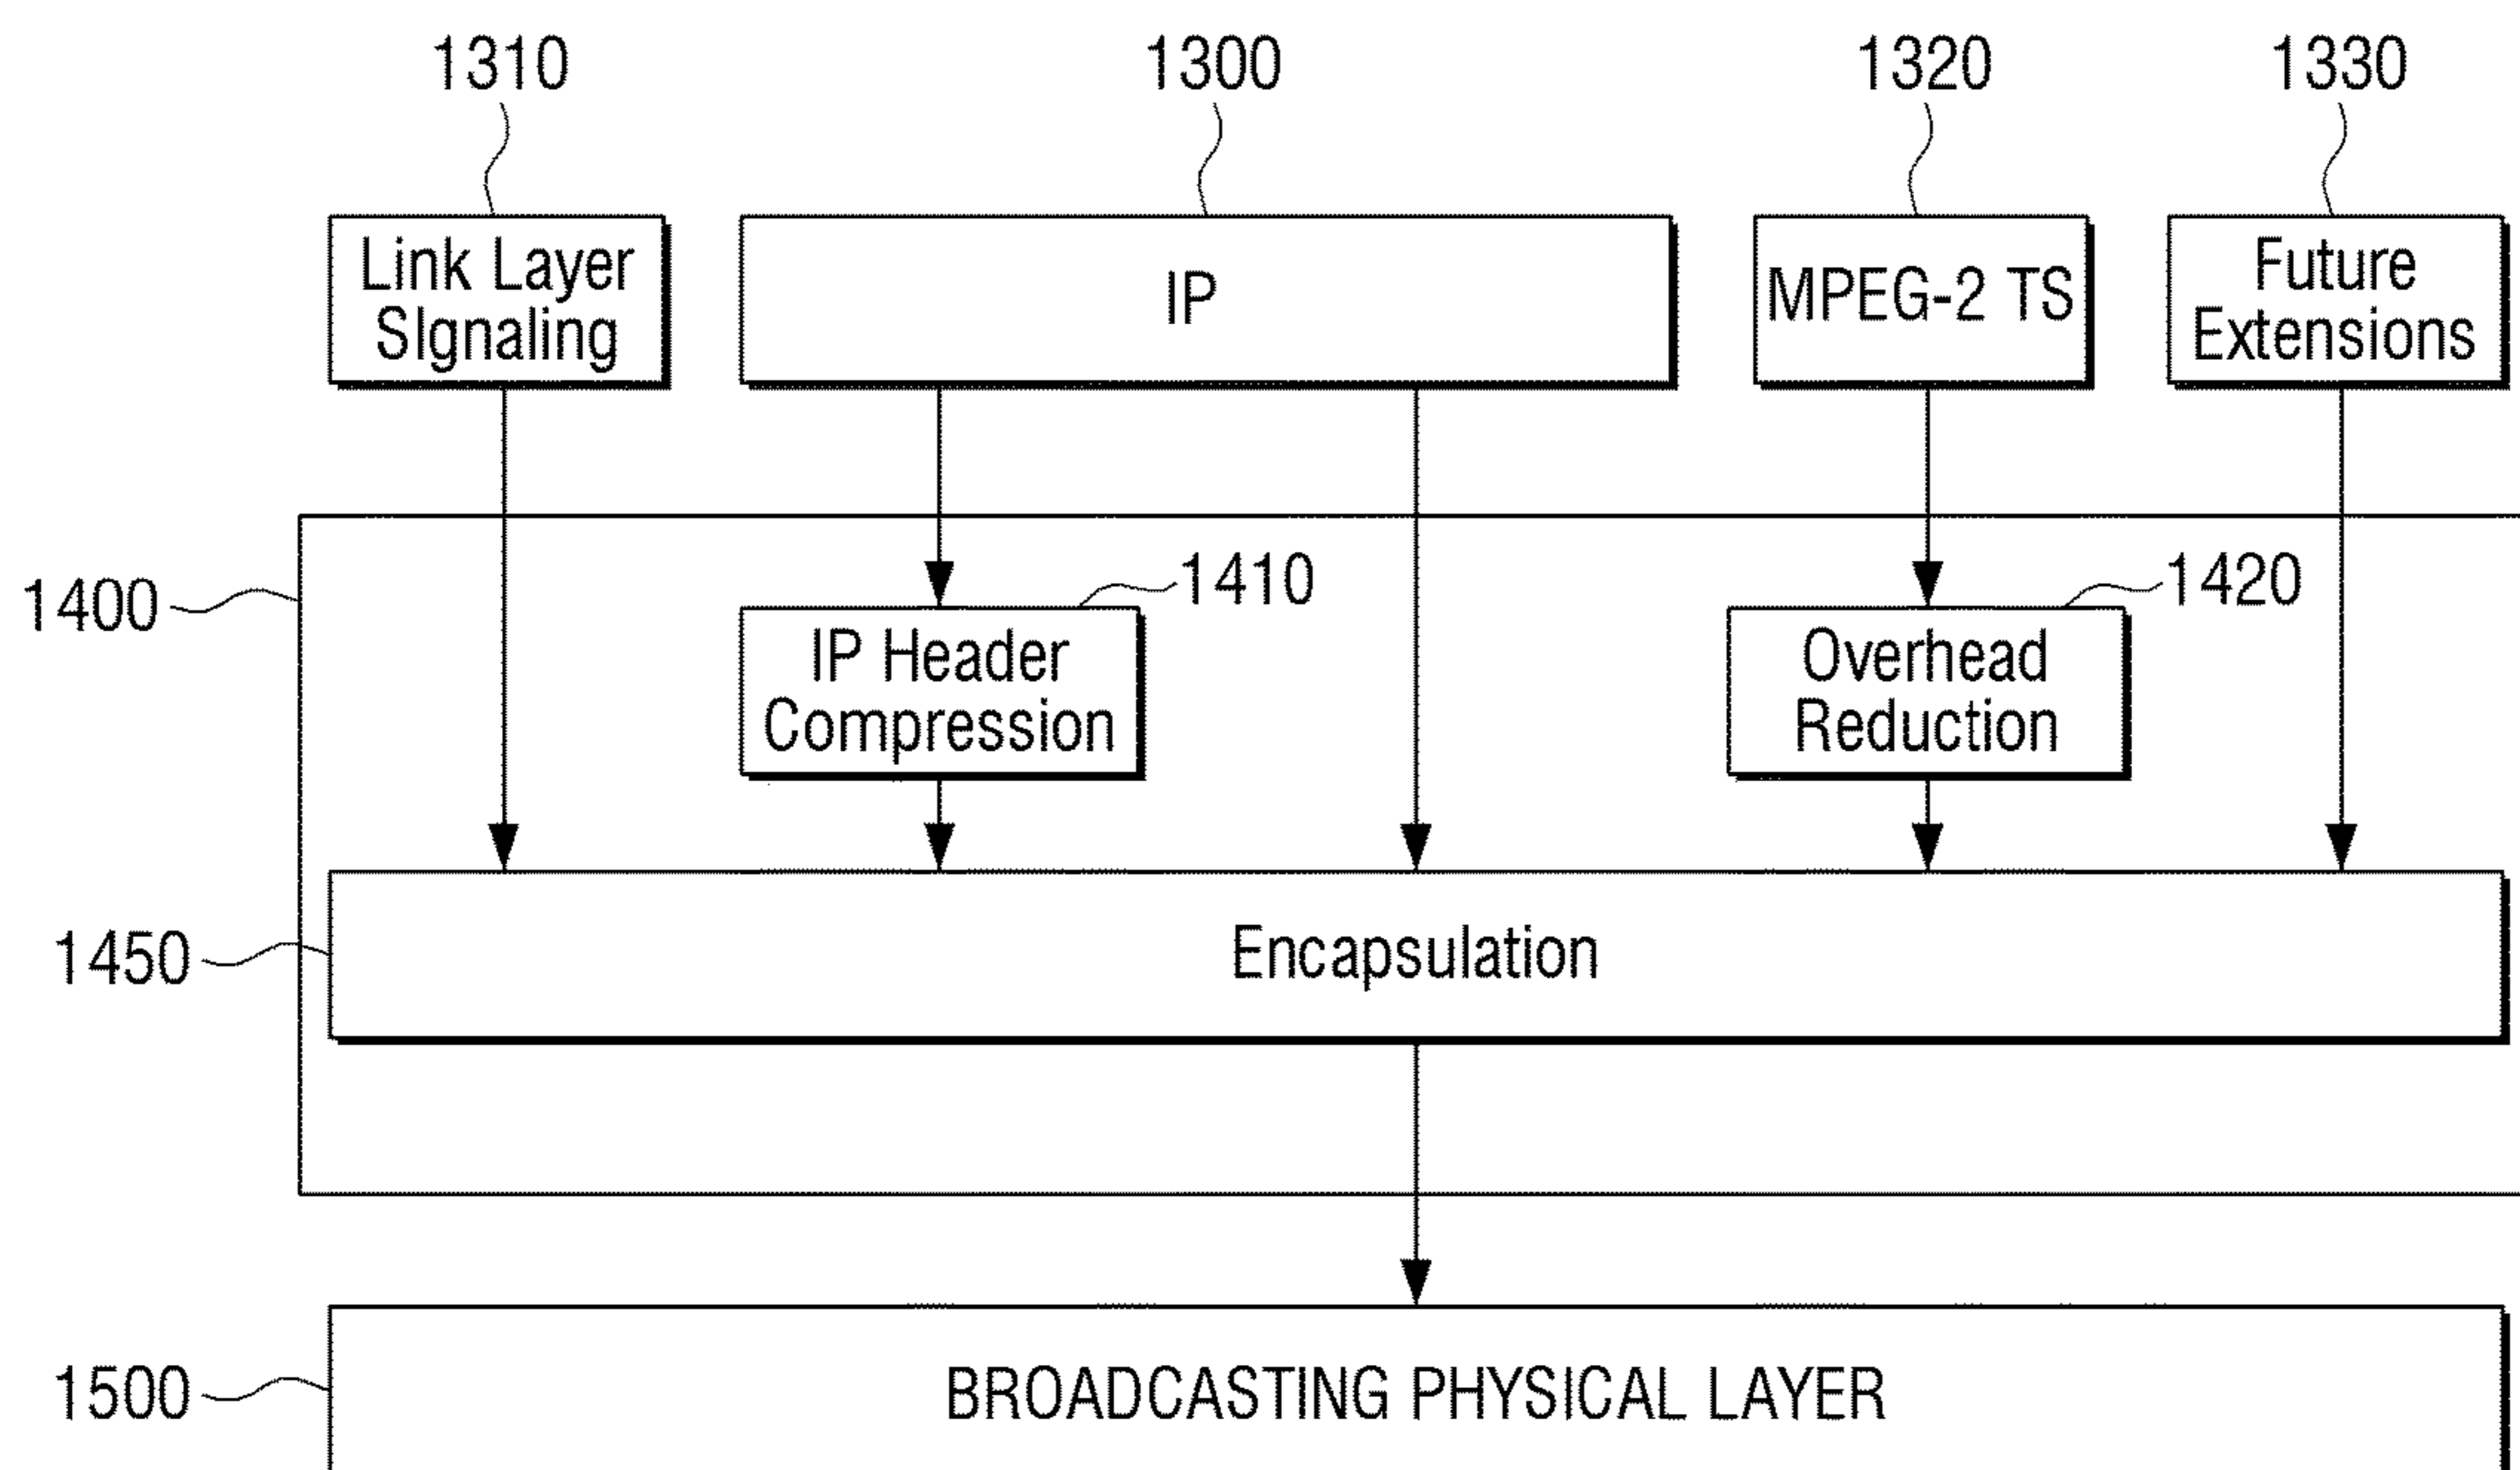 1310
1300
1320
1330
Link Layer
SIgnaling
IP
MPEG-2 TS
Future
Extensions
1400
1410
1420
IP Header
Compression
Overhead
Reduction
1450
Encapsulation
1500
BROADCASTING PHYSICAL LAYER